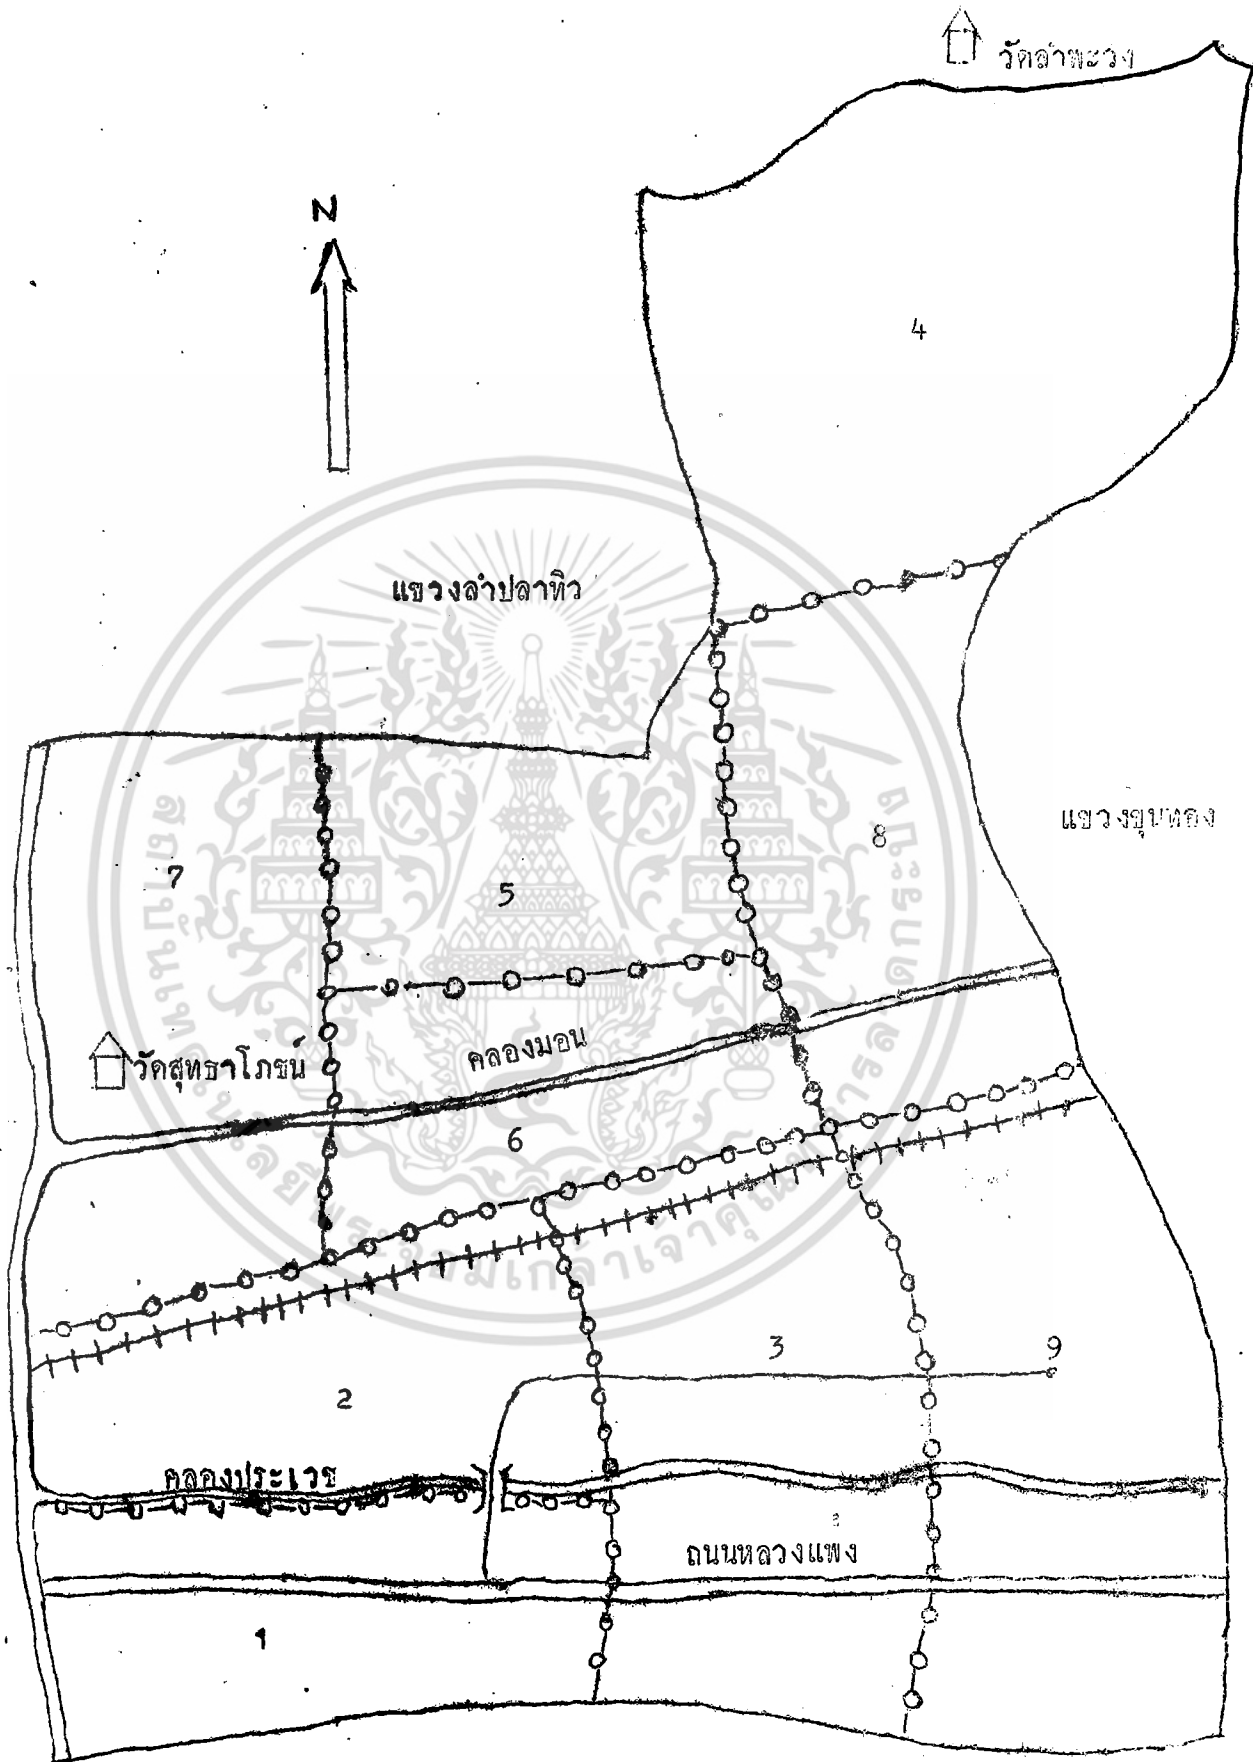 วัดลำพะวง
N
4
แขวงลำปลาทิว
แขวงขุมทอง
8
7
5
วัดสุทธาโภชน์
คลองมอน
6
3
9
2
คลองประเวช
ถนนหลวงแพ่ง
1